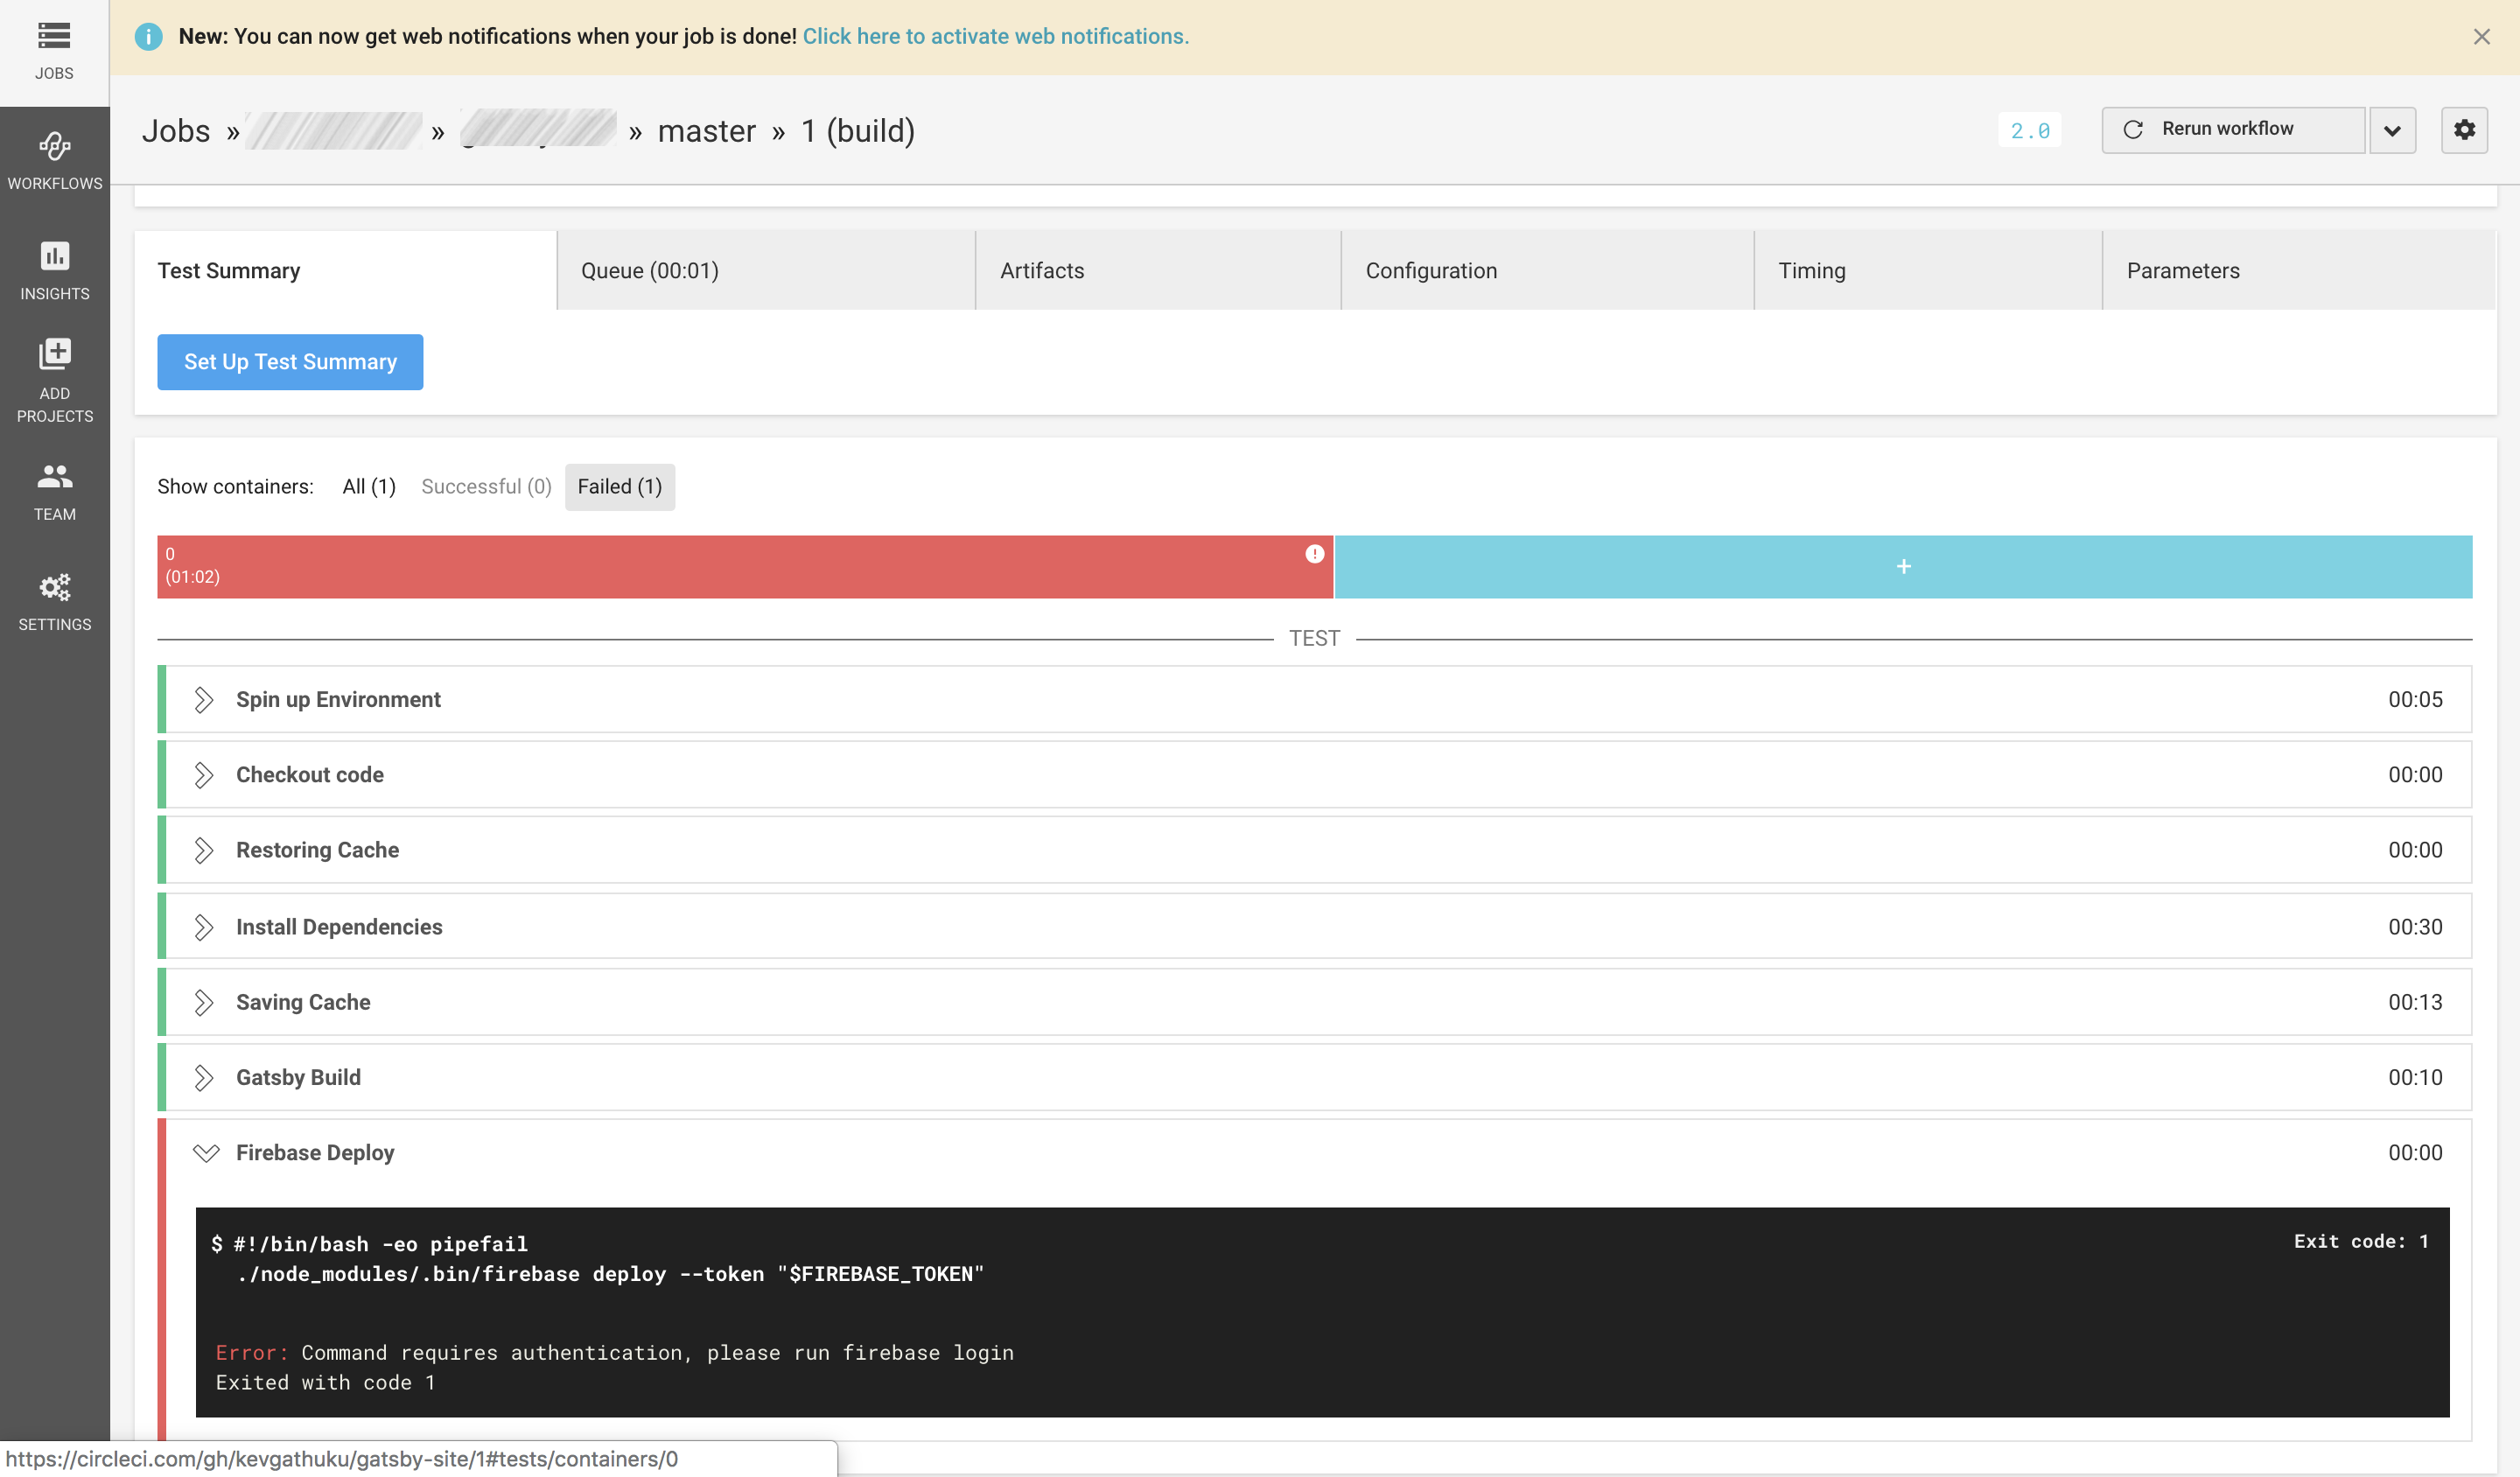 New: You can now get web notifications when your job is done! Click here to activate web notifications.
JOBS
Jobs » » » master » 1 (build)
2.0
Rerun workflow
WORKFLOWS
INSIGHTS
ADD
PROJECTS
TEAM
SETTINGS
Test Summary
Queue (00:01)
Artifacts
Configuration
Timing
Parameters
Set Up Test Summary
Show containers: All (1) Successful (0) Failed (1)
0
(01:02)
+
TEST
Spin up Environment 00:05
Checkout code 00:00
Restoring Cache 00:00
Install Dependencies 00:30
Saving Cache 00:13
Gatsby Build 00:10
Firebase Deploy 00:00
$ #!/bin/bash -eo pipefail
Exit code: 1
./node_modules/.bin/firebase deploy --token "$FIREBASE_TOKEN"
Error: Command requires authentication, please run firebase login
Exited with code 1
https://circleci.com/gh/kevgathuku/gatsby-site/1#tests/containers/0